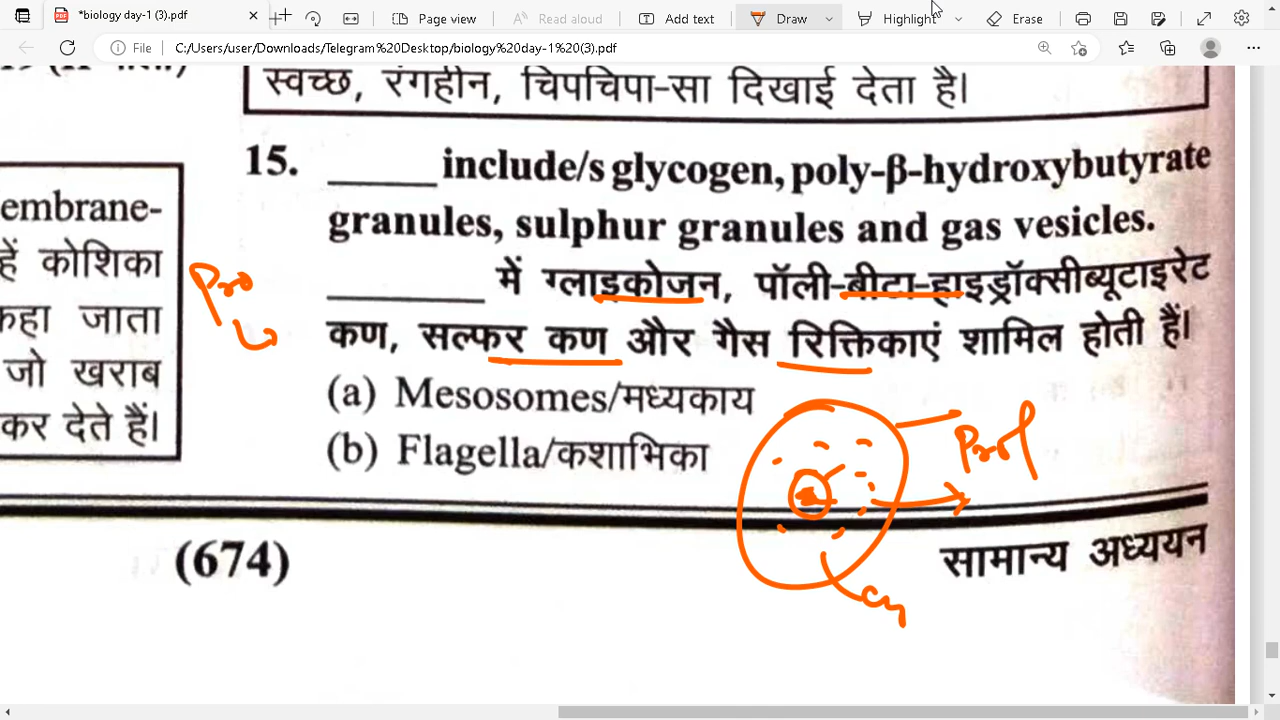 *biology day-1 (3).pdf
Page view
Read aloud
Add text
Draw
Highlight
Erase
File
C:/Users/user/Downloads/Telegram%20Desktop/biology%20day-1%20(3).pdf
स्वच्छ, रंगहीन, चिपचिपा-सा दिखाई देता है।
embrane-
हें कोशिका
कहा जाता
जो खराब
कर देते हैं।
Pro
15. _____ include/s glycogen, poly-β-hydroxybutyrate
granules, sulphur granules and gas vesicles.
_____ में ग्लाइकोजन, पॉली-बीटा-हाइड्रॉक्सीब्यूटाइरेट
कण, सल्फर कण और गैस रिक्तिकाएं शामिल होती हैं।
(a) Mesosomes/मध्यकाय
(b) Flagella/कशाभिका
(674)
सामान्य अध्ययन